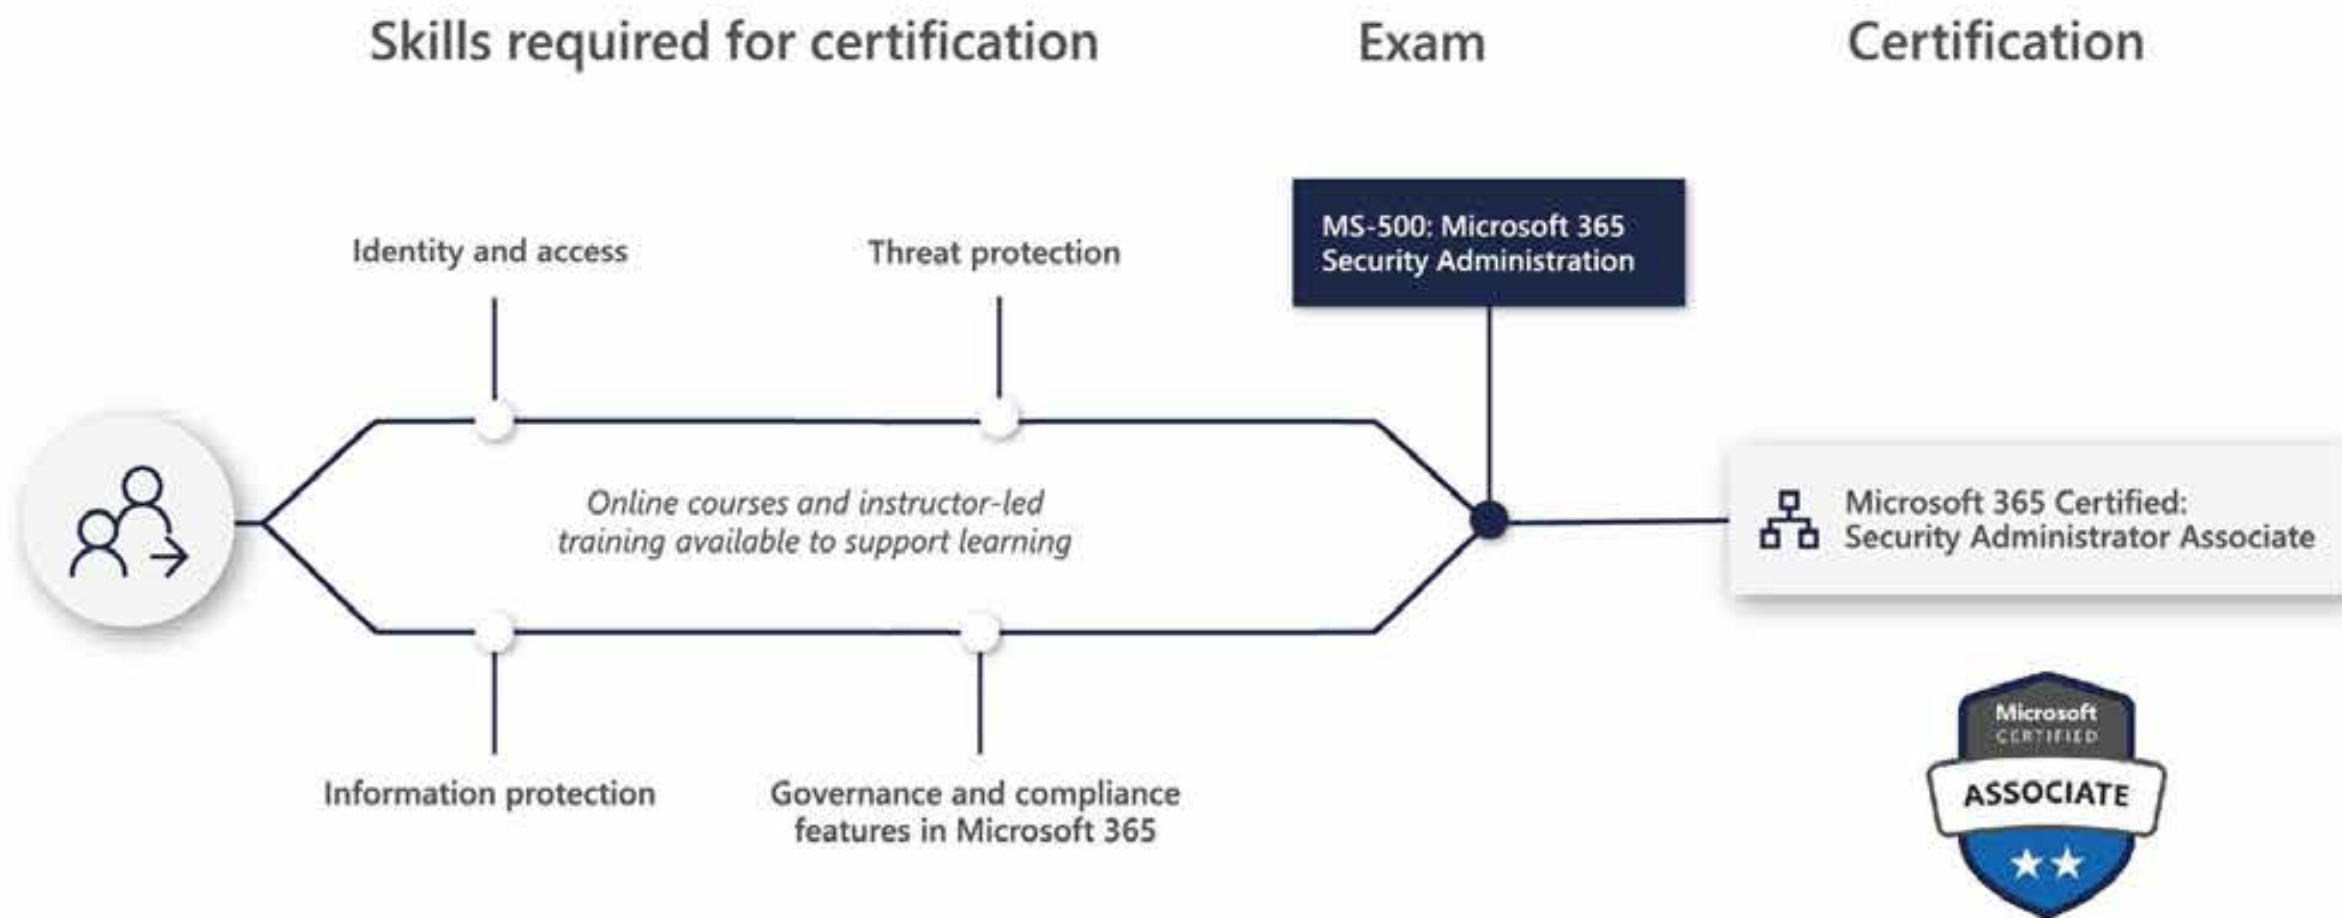 Skills required for certification
Exam
Certification
Identity and access
Threat protection
MS-500: Microsoft 365
Security Administration
Online courses and instructor-led
training available to support learning
Microsoft 365 Certified:
Security Administrator Associate
Information protection
Governance and compliance
features in Microsoft 365
Microsoft
CERTIFIED
ASSOCIATE